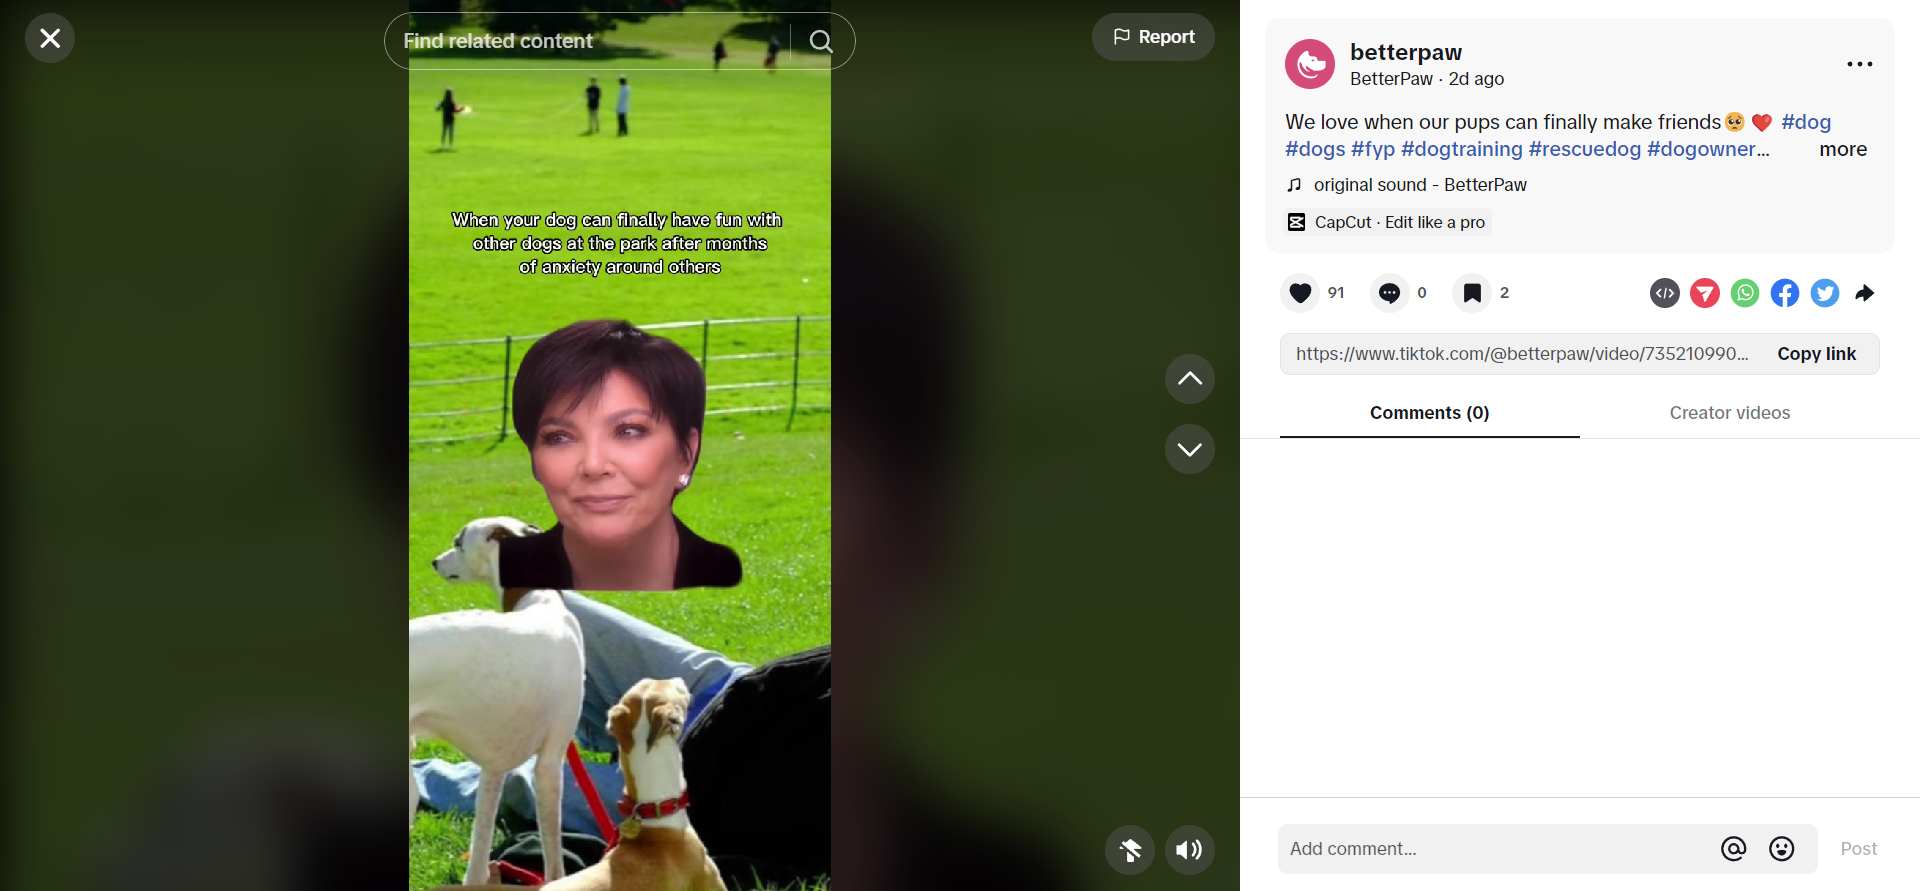 Find related content
Report
When your dog can finally have fun with
other dogs at the park after months
of anxiety around others
betterpaw
BetterPaw · 2d ago
We love when our pups can finally make friends🥺 ❤️ #dog
#dogs #fyp #dogtraining #rescuedog #dogowner... more
original sound - BetterPaw
CapCut · Edit like a pro
91 0 2
https://www.tiktok.com/@betterpaw/video/735210990... Copy link
Comments (0) Creator videos
Add comment... Post